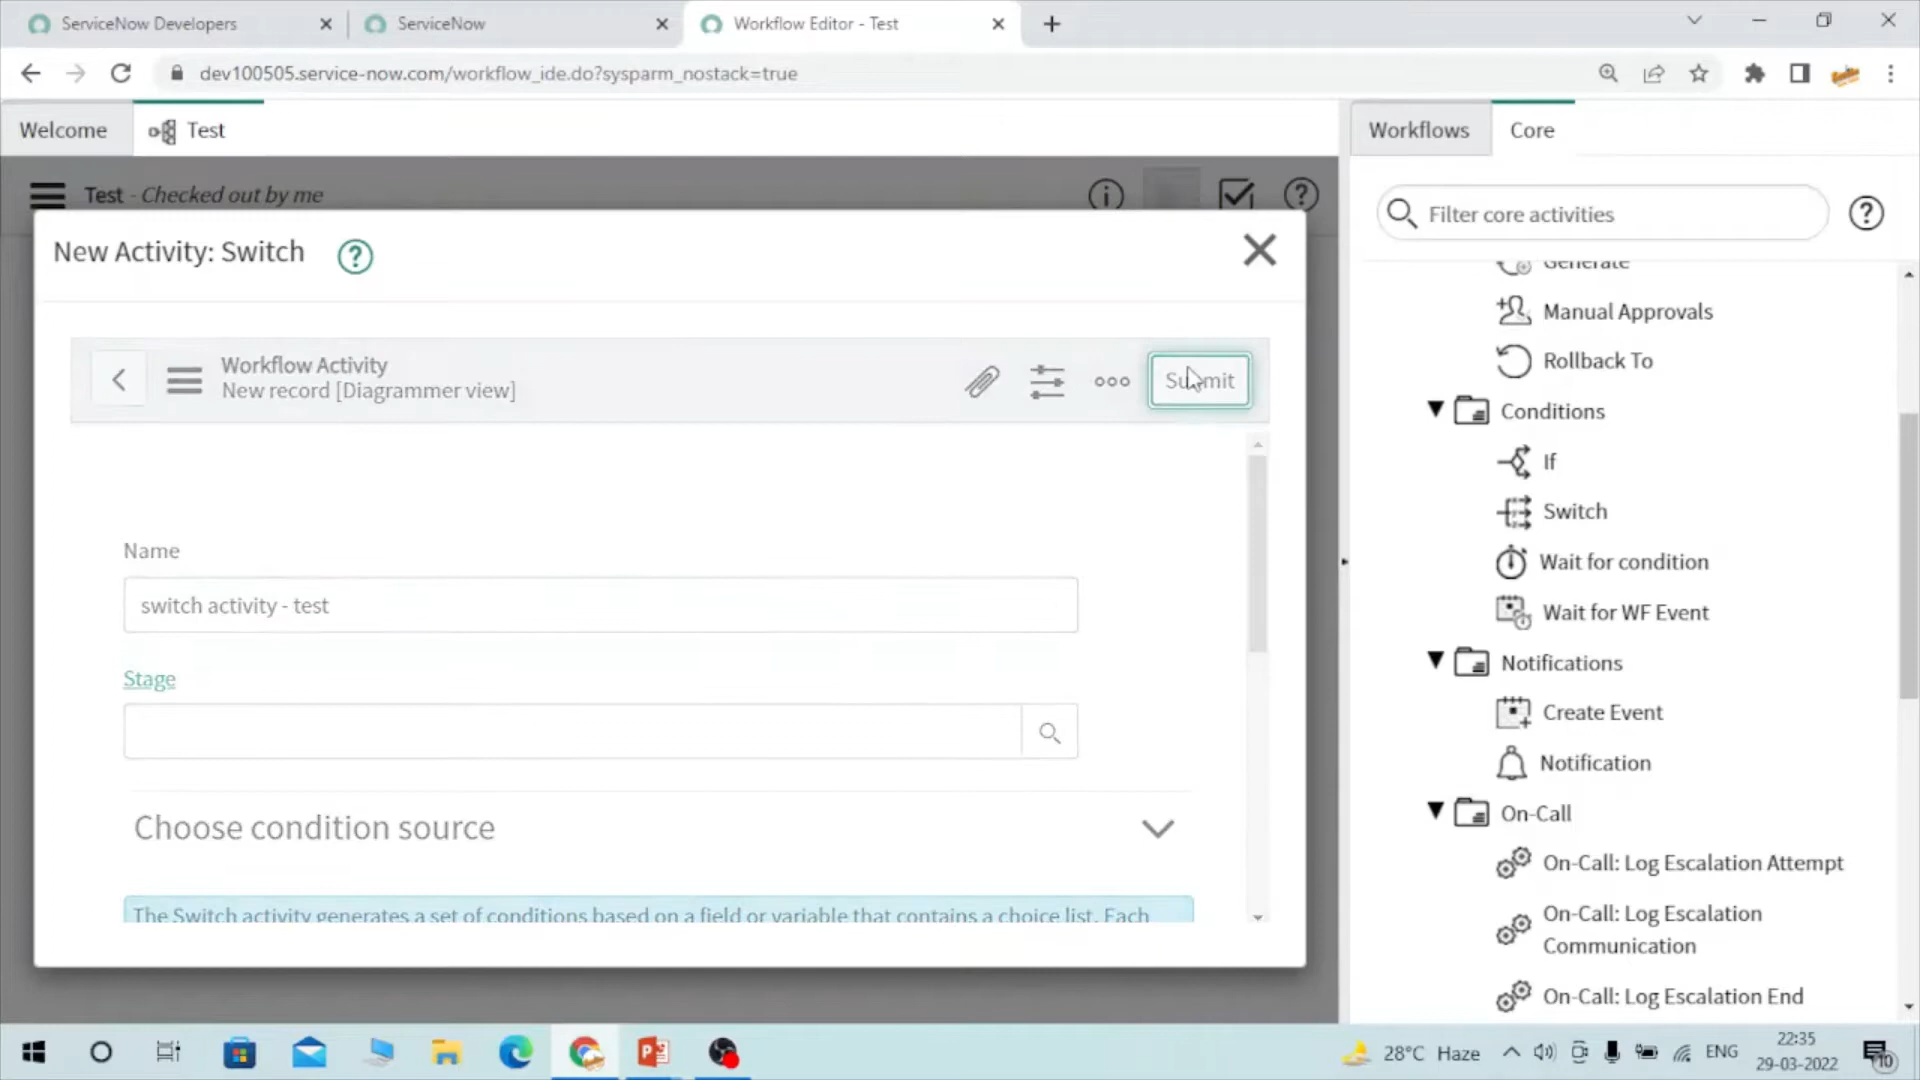 ServiceNow Developers
ServiceNow
Workflow Editor - Test
dev100505.service-now.com/workflow_ide.do?sysparm_nostack=true
Welcome
Test
Workflows
Core
Test - Checked out by me
Filter core activities
New Activity: Switch
Generate
Manual Approvals
Rollback To
Workflow Activity
New record [Diagrammer view]
Submit
Conditions
If
Switch
Name
switch activity - test
Wait for condition
Wait for WF Event
Stage
Notifications
Create Event
Notification
Choose condition source
On-Call
On-Call: Log Escalation Attempt
The Switch activity generates a set of conditions based on a field or variable that contains a choice list. Each
On-Call: Log Escalation
Communication
On-Call: Log Escalation End
28°C Haze
ENG
22:35
29-03-2022
10